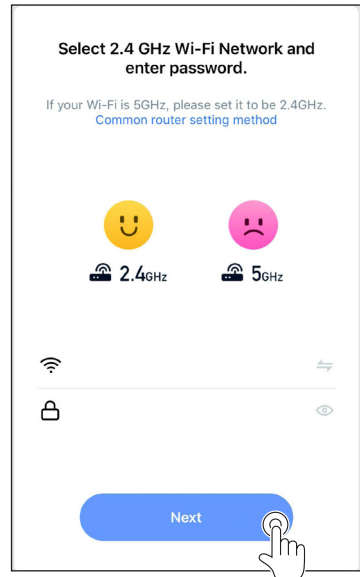 Select 2.4 GHz Wi-Fi Network and
enter password.
If your Wi-Fi is 5GHz, please set it to be 2.4GHz.
Common router setting method
2.4GHz
5GHz
Next